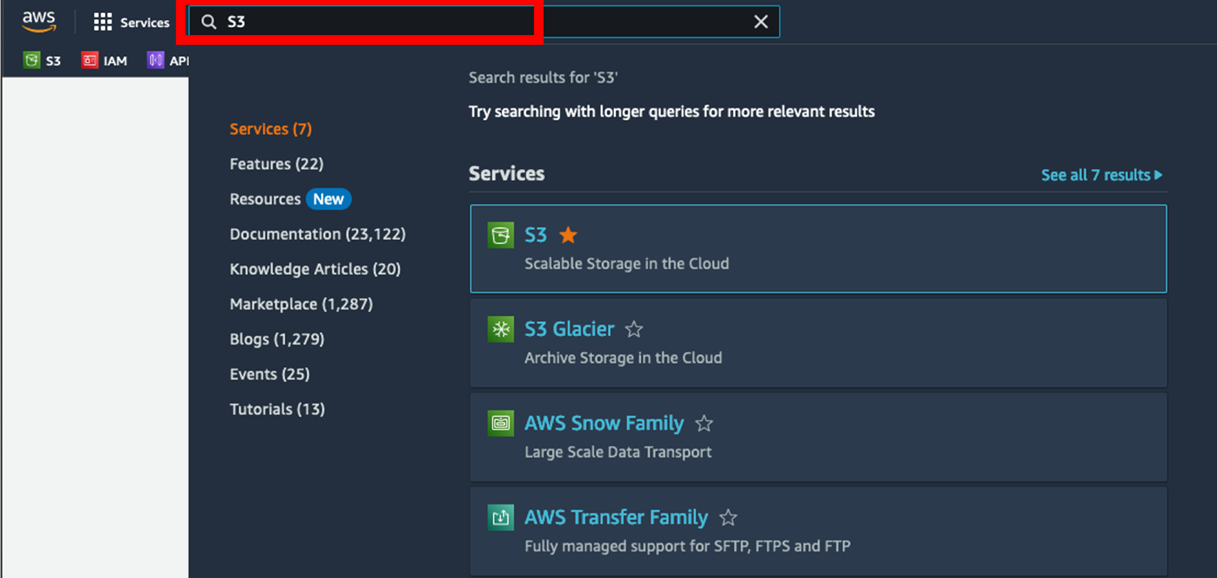 aws
Services
S3
S3
IAM
API
Search results for 'S3'
Try searching with longer queries for more relevant results
Services (7)
Features (22)
Resources New
Documentation (23,122)
Knowledge Articles (20)
Marketplace (1,287)
Blogs (1,279)
Events (25)
Tutorials (13)
Services
See all 7 results
S3
Scalable Storage in the Cloud
S3 Glacier
Archive Storage in the Cloud
AWS Snow Family
Large Scale Data Transport
AWS Transfer Family
Fully managed support for SFTP, FTPS and FTP